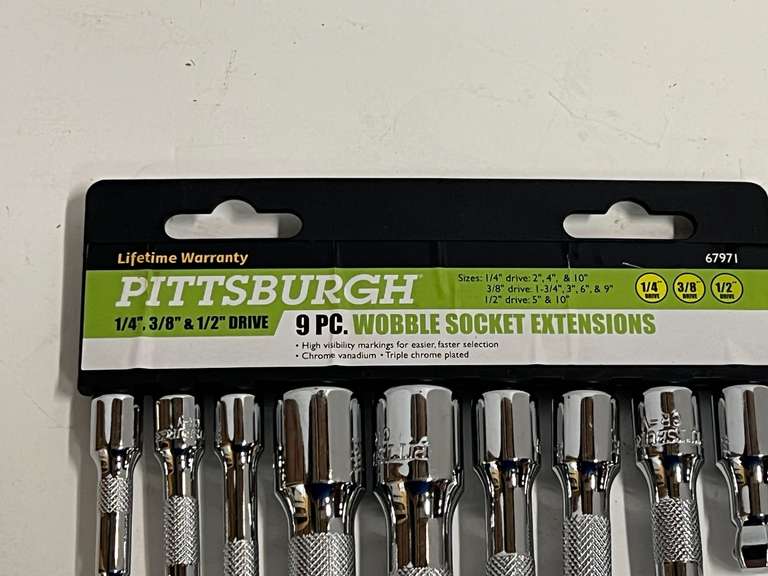 Lifetime Warranty
67971
PITTSBURGH
Sizes: 1/4" drive: 2", 4", & 10"
3/8" drive: 1-3/4", 3", 6", & 9"
1/2" drive: 5" & 10"
1/4" DRIVE
3/8" DRIVE
1/2" DRIVE
1/4", 3/8" & 1/2" DRIVE
9 PC. WOBBLE SOCKET EXTENSIONS
• High visibility markings for easier, faster selection
• Chrome vanadium • Triple chrome plated